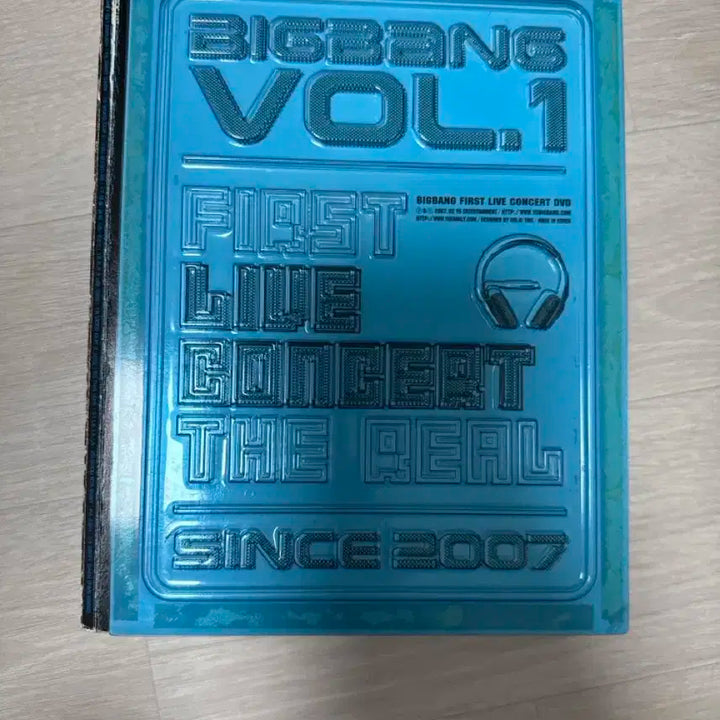 BIGBANG
VOL.1
FIRST
BIGBANG FIRST LIVE CONCERT DVD
LIVE
CONCERT
THE REAL
SINCE 2007